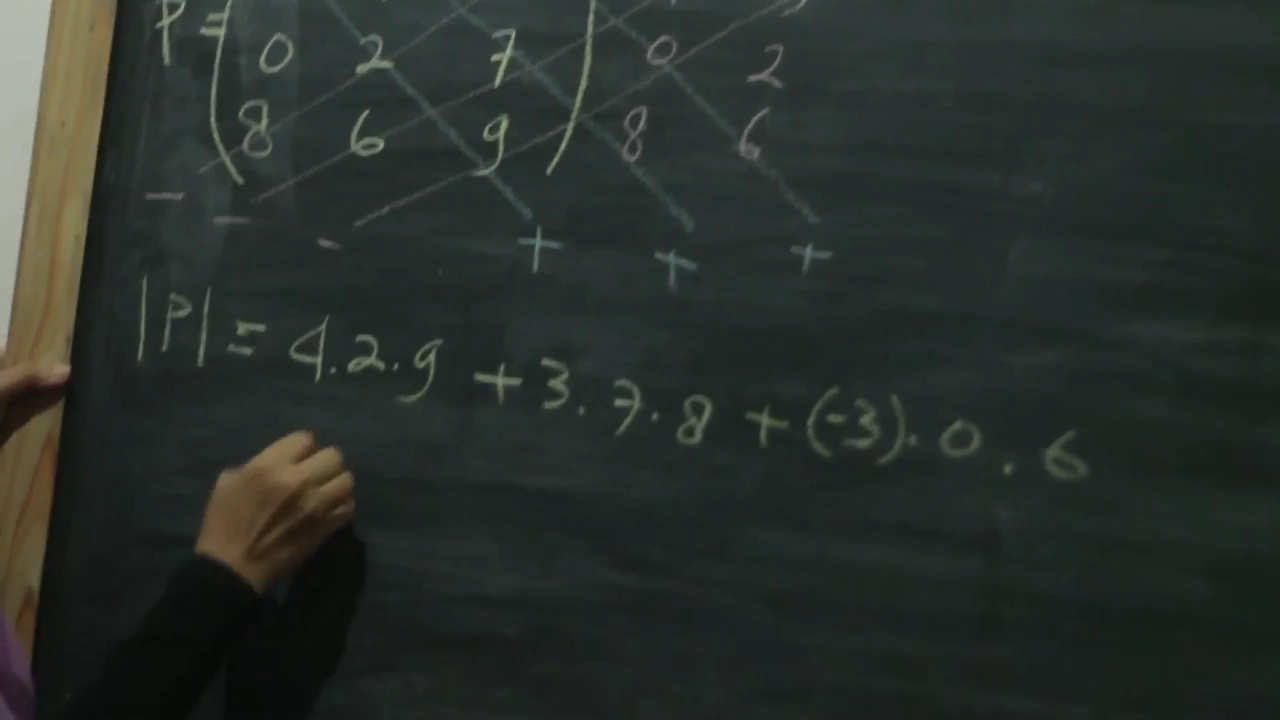 P = ( 0 2 7 ) 0 2
8 6 9 8 6
- - - + + +
|P| = 4.2.9 + 3.7.8 + (-3).0.6